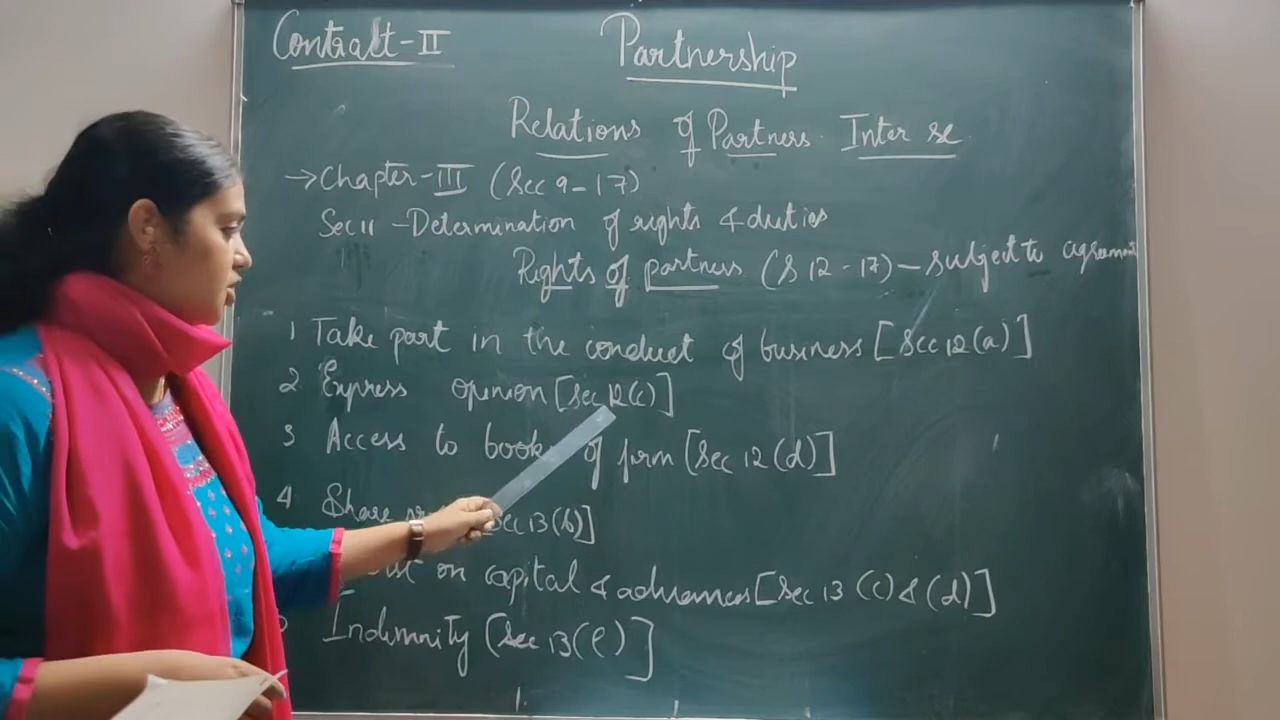 Contract-II
Partnership
Relations of Partners Inter se
→ Chapter-III (Sec 9-17)
Sec 11 - Determination of rights & duties
Rights of partners (S 12-17) - subject to agreement
1 Take part in the conduct of business [Sec 12(a)]
2 Express opinion [Sec 12(c)]
3 Access to books of firm [Sec 12(d)]
4 Share Sec 13(b)]
on capital & advances [Sec 13 (c) & (d)]
Indemnity [Sec 13(e)]